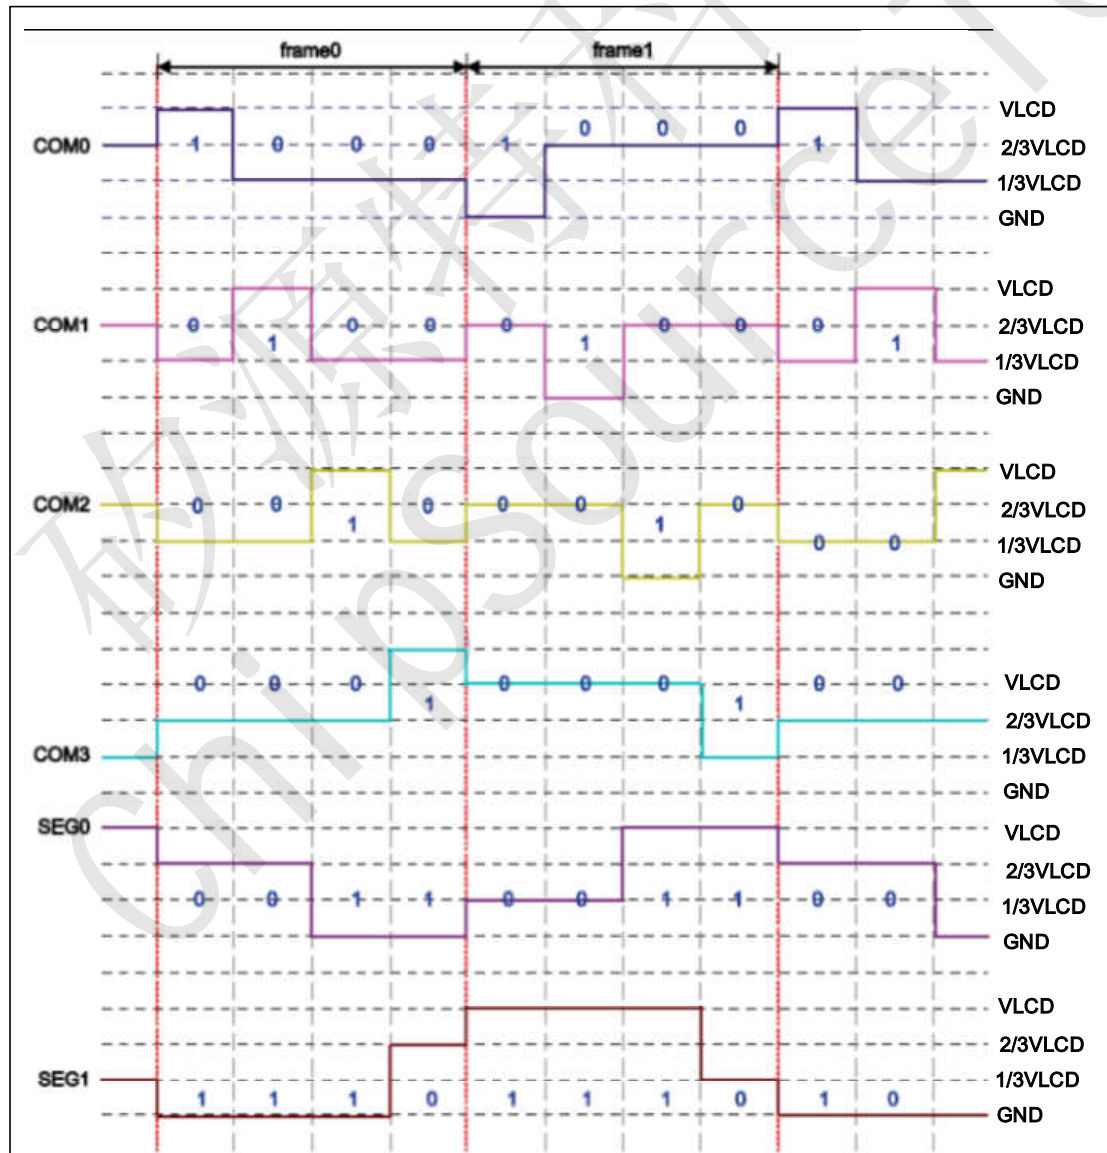 frame0 frame1
0 0 0 VLCD
COM0 1 0 0 0 1 1 2/3VLCD
1/3VLCD
GND
VLCD
COM1 0 0 0 0 0 0 0 2/3VLCD
1 1 1 1/3VLCD
GND
VLCD
COM2 0 0 0 0 0 0 2/3VLCD
1 1 1/3VLCD
0 0
GND
0 0 0 0 0 0 0 0 VLCD
1 1 2/3VLCD
COM3 1/3VLCD
GND
SEG0 VLCD
2/3VLCD
0 0 1 1 0 0 1 1 0 0 1/3VLCD
GND
VLCD
2/3VLCD
SEG1 1/3VLCD
1 1 1 0 1 1 1 0 1 0 GND
矽源特科
ChipSource